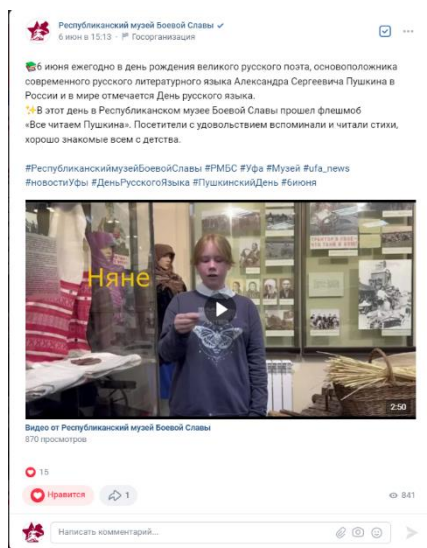 Республиканский музей Боевой Славы
6 июн в 15:13 · Госорганизация
6 июня ежегодно в день рождения великого русского поэта, основоположника
современного русского литературного языка Александра Сергеевича Пушкина в
России и в мире отмечается День русского языка.
В этот день в Республиканском музее Боевой Славы прошел флешмоб
«Все читаем Пушкина». Посетители с удовольствием вспоминали и читали стихи,
хорошо знакомые всем с детства.
#РеспубликанскиймузейБоевойСлавы #РМБС #Уфа #Музей #ufa_news
#новостиУфы #ДеньРусскогоЯзыка #ПушкинскийДень #6июня
Няне
2:50
Видео от Республиканский музей Боевой Славы
870 просмотров
15
Нравится
1
841
Написать комментарий...